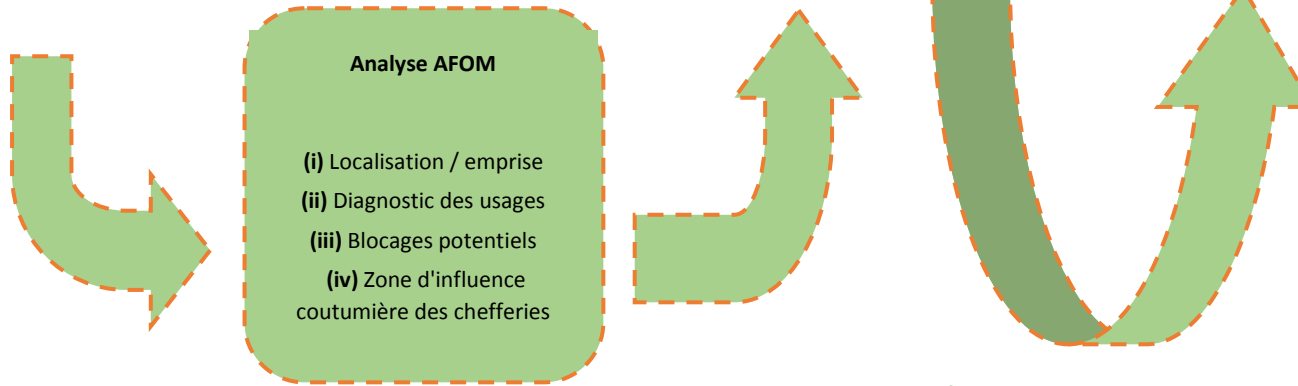 Analyse AFOM
(i) Localisation / emprise
(ii) Diagnostic des usages
(iii) Blocages potentiels
(iv) Zone d'influence
coutumière des chefferies